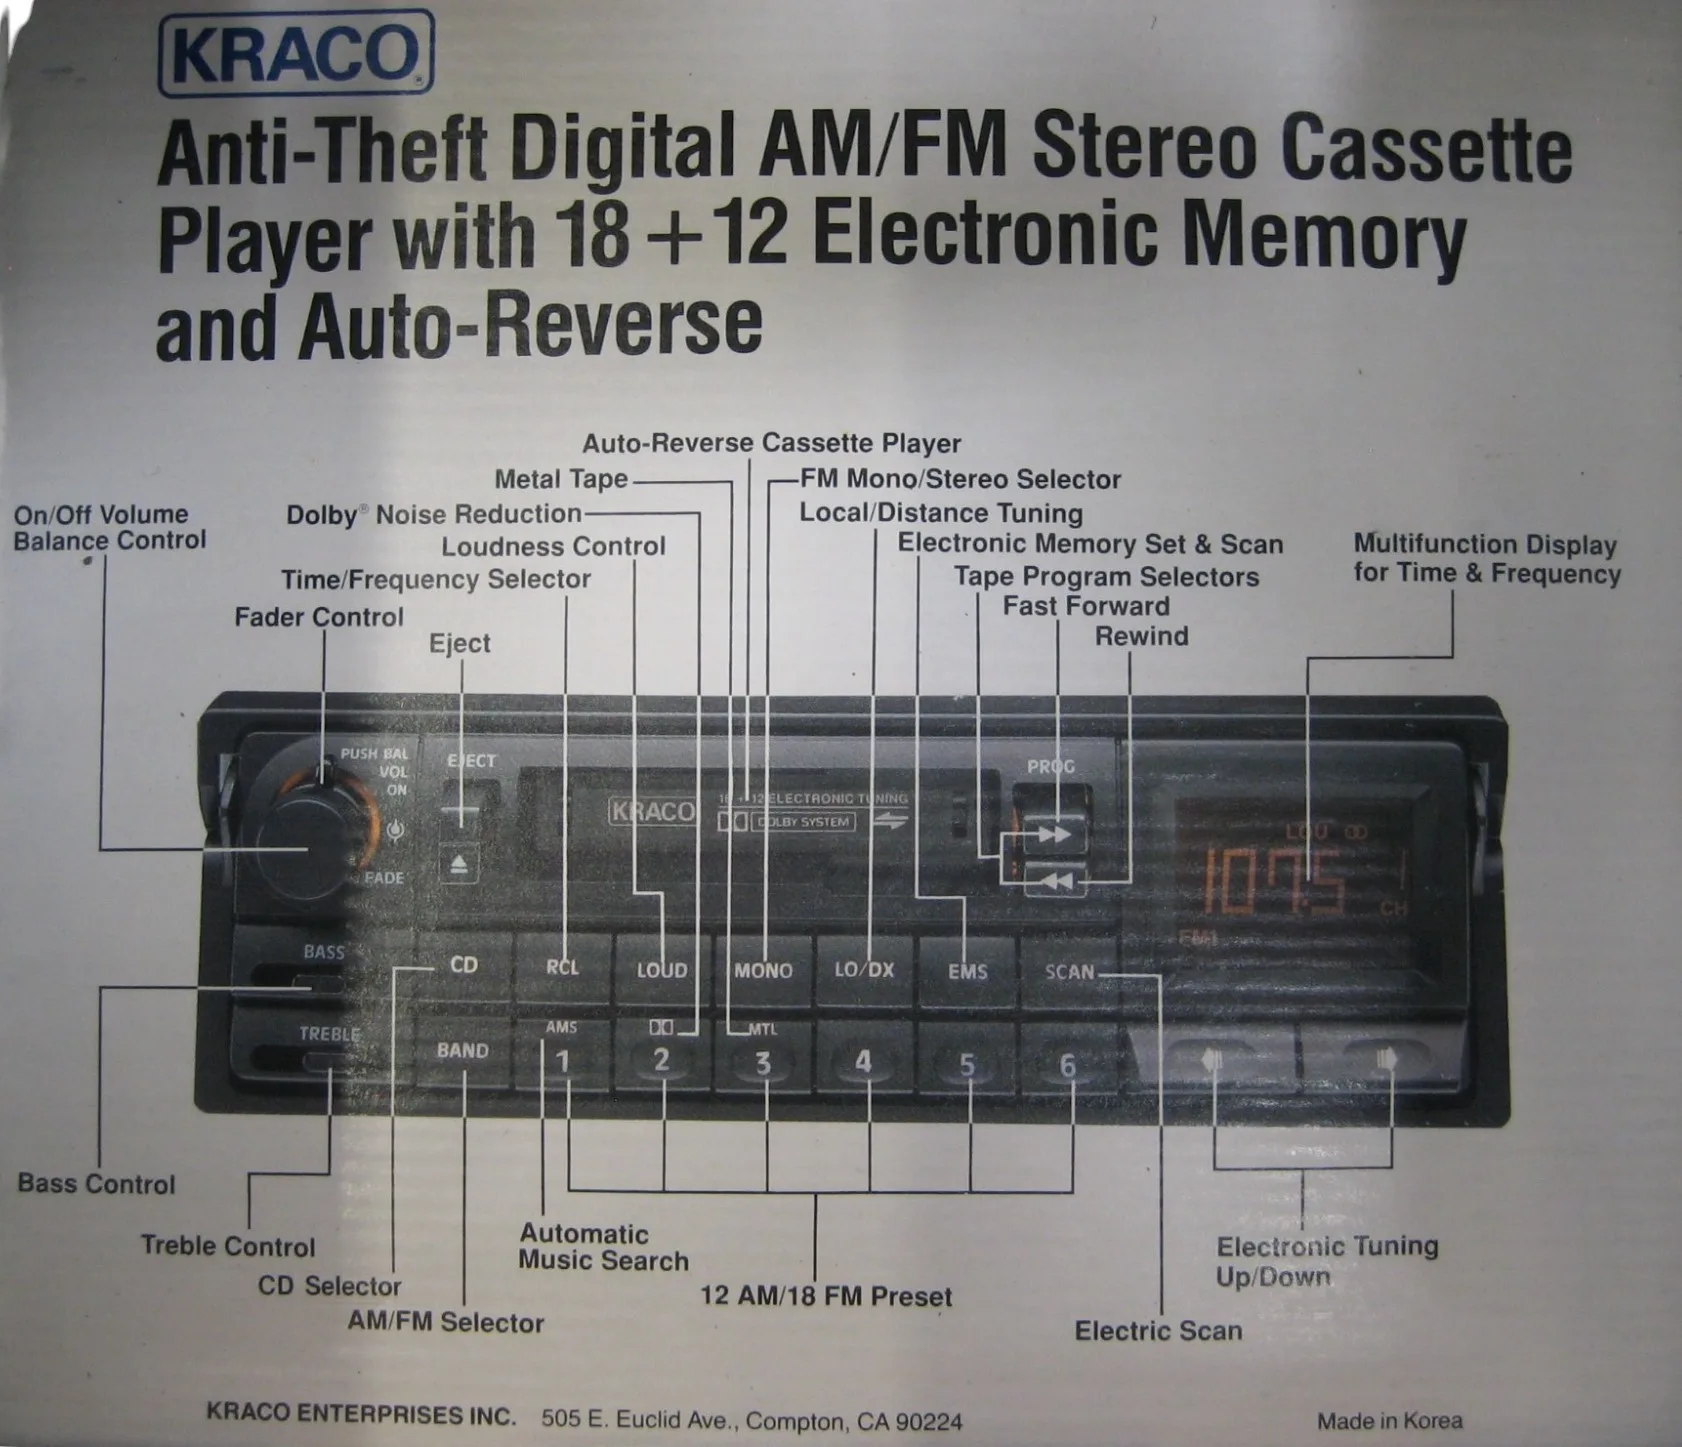 KRACO®
Anti-Theft Digital AM/FM Stereo Cassette
Player with 18 + 12 Electronic Memory
and Auto-Reverse
Auto-Reverse Cassette Player
Metal Tape
FM Mono/Stereo Selector
On/Off Volume
Balance Control
Dolby® Noise Reduction
Local/Distance Tuning
Loudness Control
Electronic Memory Set & Scan
Multifunction Display
for Time & Frequency
Time/Frequency Selector
Tape Program Selectors
Fader Control
Fast Forward
Eject
Rewind
PUSH BAL
VOL
ON
FADE
EJECT
KRACO
18 + 12 ELECTRONIC TUNING
DOLBY SYSTEM
PROG
LOU
107.5
CH
FM1
BASS
CD
RCL
LOUD
MONO
LO/DX
EMS
SCAN
TREBLE
BAND
AMS
MTL
1
2
3
4
5
6
Bass Control
Treble Control
CD Selector
AM/FM Selector
Automatic
Music Search
12 AM/18 FM Preset
Electronic Tuning
Up/Down
Electric Scan
KRACO ENTERPRISES INC. 505 E. Euclid Ave., Compton, CA 90224
Made in Korea